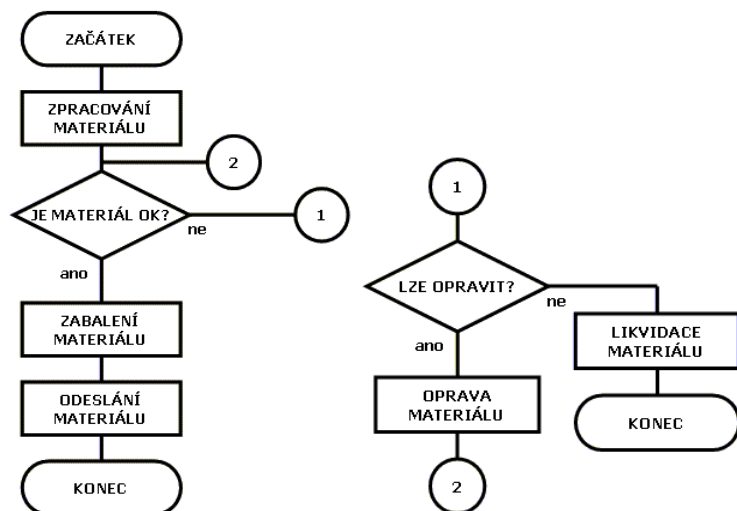 ZAČÁTEK
ZPRACOVÁNÍ
MATERIÁLU
2
JE MATERIÁL OK?
ne
1
ano
ZABALENÍ
MATERIÁLU
ODESLÁNÍ
MATERIÁLU
KONEC
1
LZE OPRAVIT?
ne
ano
LIKVIDACE
MATERIÁLU
KONEC
OPRAVA
MATERIÁLU
2